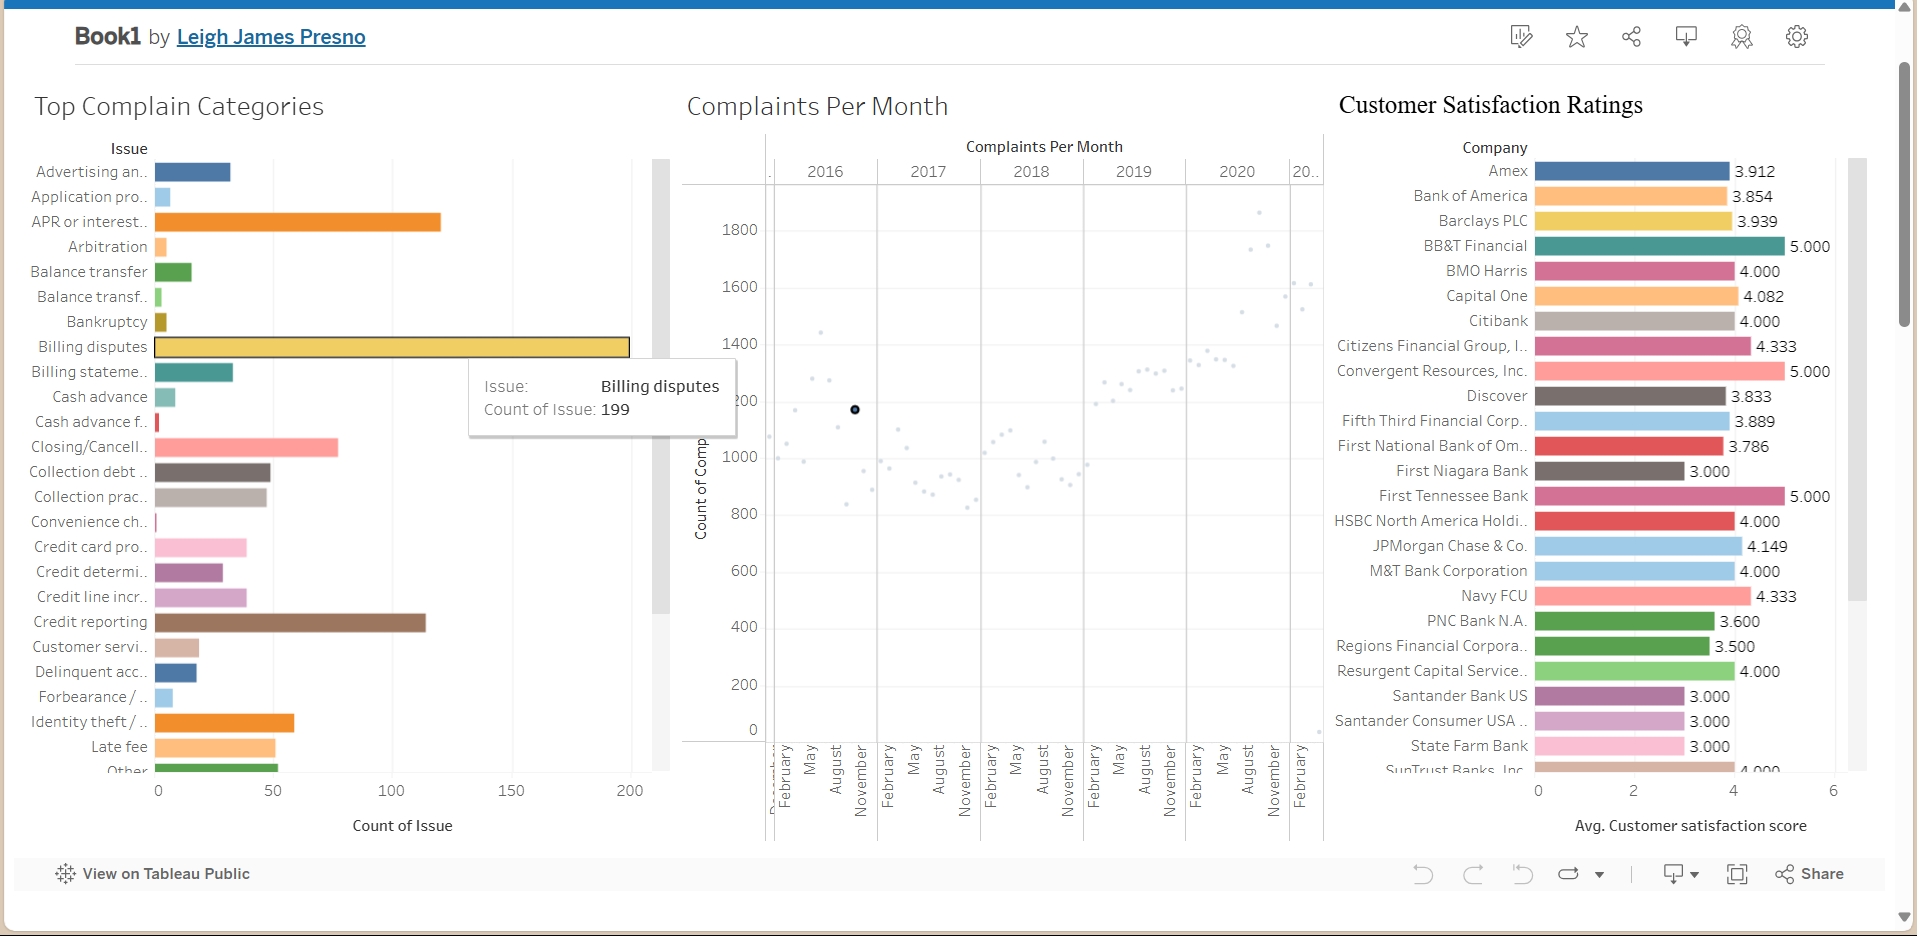 Book1 by Leigh James Presno
Top Complain Categories
Issue
Advertising an..
Application pro..
APR or interest..
Arbitration
Balance transfer
Balance transf..
Bankruptcy
Billing disputes
Billing stateme..
Cash advance
Cash advance f..
Closing/Cancell..
Collection debt ..
Collection prac..
Convenience ch..
Credit card pro..
Credit determi..
Credit line incr..
Credit reporting
Customer servi..
Delinquent acc..
Forbearance / ..
Identity theft / ..
Late fee
Other
0 50 100 150 200
Count of Issue
Issue: Billing disputes
Count of Issue: 199
Complaints Per Month
Complaints Per Month
. 2016 2017 2018 2019 2020 20..
1800
1600
1400
200
1000
800
600
400
200
0
Count of Comp
February May August November February May August November February May August November February May August November February May August November February
Customer Satisfaction Ratings
Company
Amex 3.912
Bank of America 3.854
Barclays PLC 3.939
BB&T Financial 5.000
BMO Harris 4.000
Capital One 4.082
Citibank 4.000
Citizens Financial Group, I.. 4.333
Convergent Resources, Inc. 5.000
Discover 3.833
Fifth Third Financial Corp.. 3.889
First National Bank of Om.. 3.786
First Niagara Bank 3.000
First Tennessee Bank 5.000
HSBC North America Holdi.. 4.000
JPMorgan Chase & Co. 4.149
M&T Bank Corporation 4.000
Navy FCU 4.333
PNC Bank N.A. 3.600
Regions Financial Corpora.. 3.500
Resurgent Capital Service.. 4.000
Santander Bank US 3.000
Santander Consumer USA .. 3.000
State Farm Bank 3.000
SunTrust Banks, Inc. 4.000
0 2 4 6
Avg. Customer satisfaction score
View on Tableau Public
Share